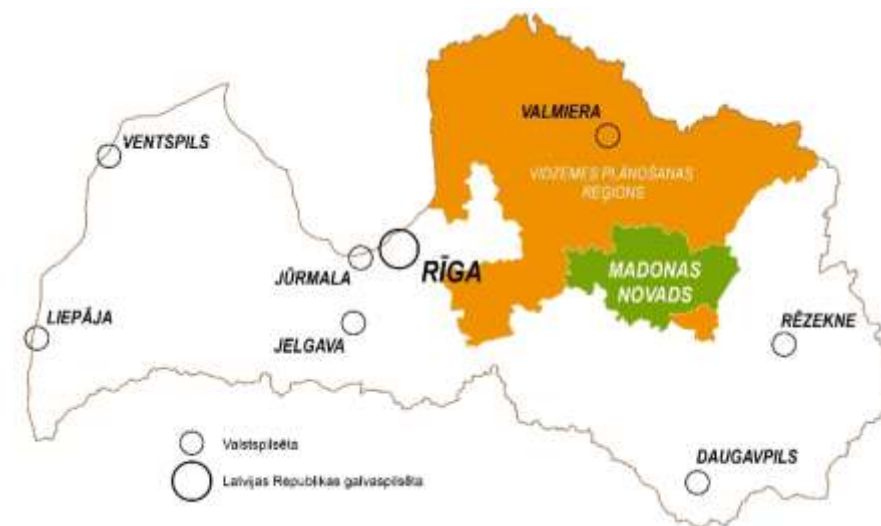 VALMIERA
VENTSPILS
VIDZEMES PLĀNOŠANAS
REĢIONS
RĪGA
JŪRMALA
MADONAS
NOVADS
LIEPĀJA
JELGAVA
RĒZEKNE
Valstspilsēta
DAUGAVPILS
Latvijas Republikas galvaspilsēta